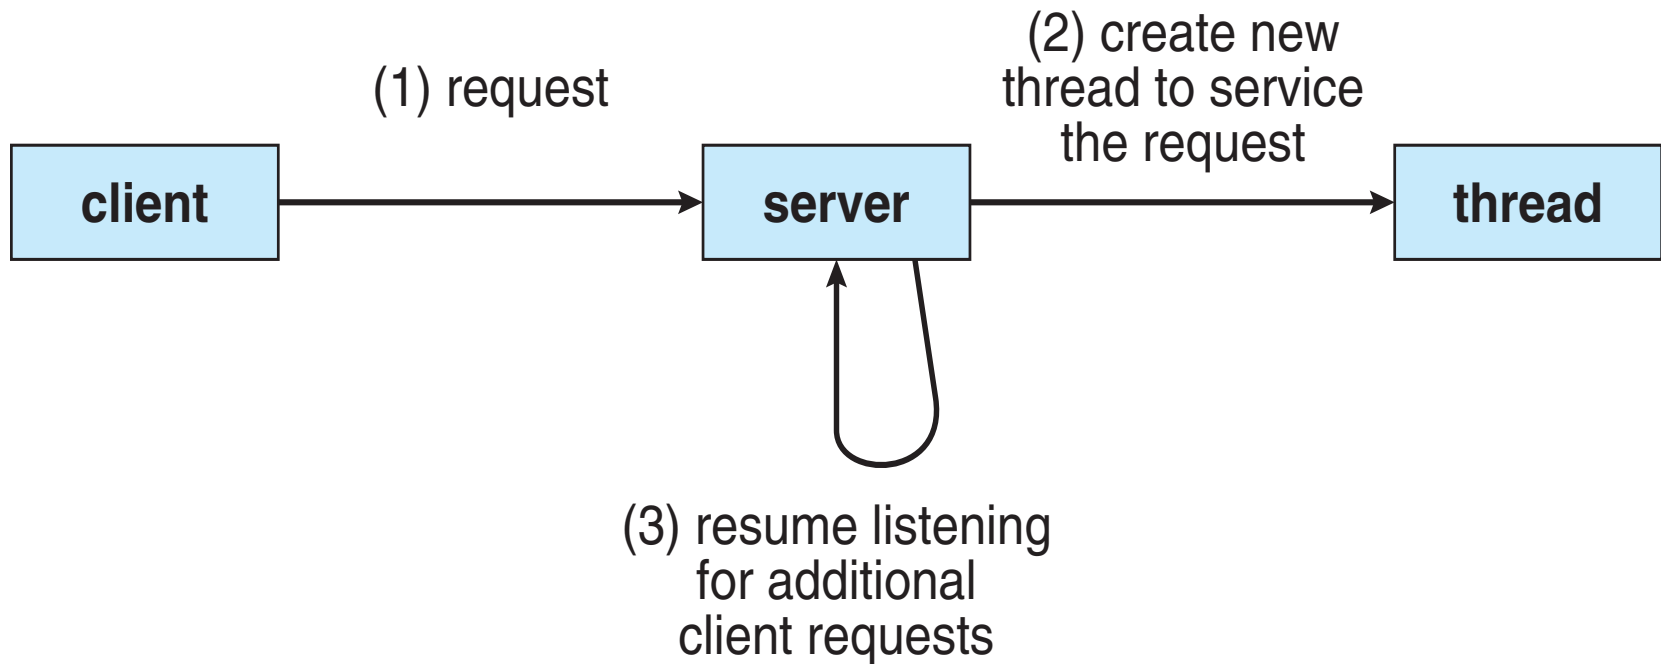 (1) request
(2) create new
thread to service
the request
client
server
thread
(3) resume listening
for additional
client requests